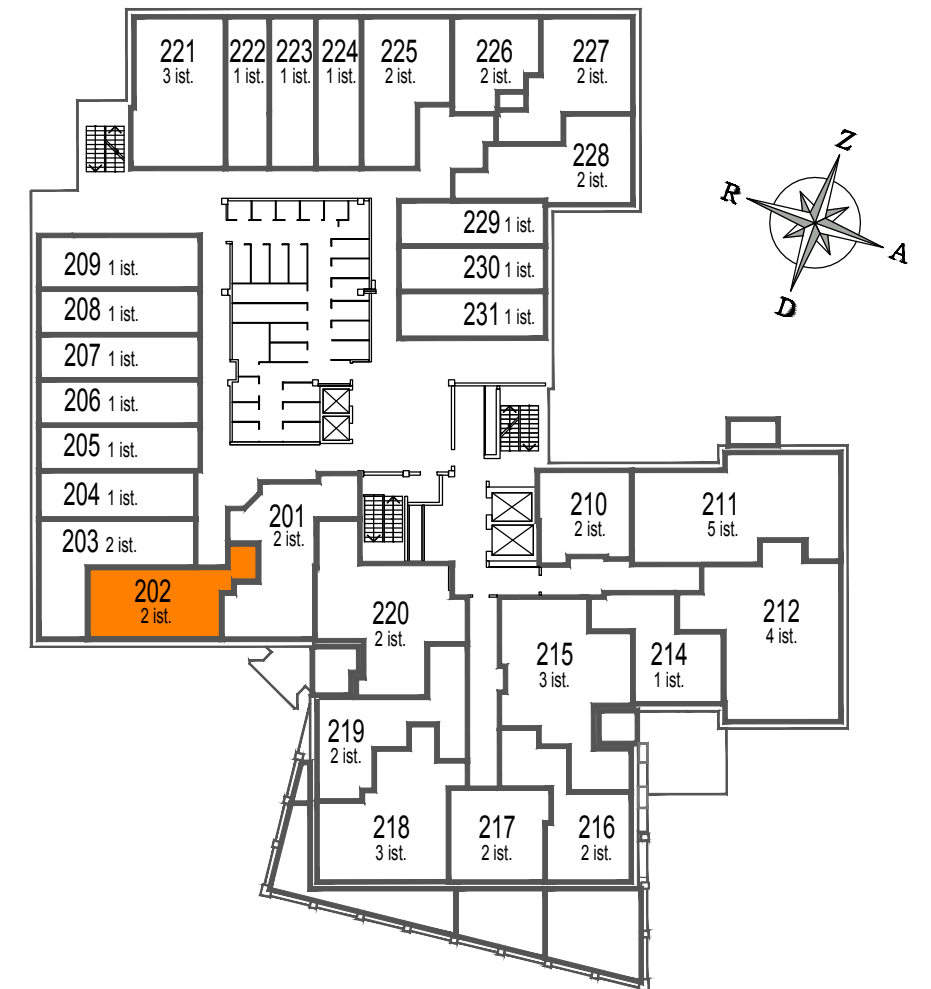 221
3 ist.
222
1 ist.
223
1 ist.
224
1 ist.
225
2 ist.
226
2 ist.
227
2 ist.
228
2 ist.
229 1 ist.
230 1 ist.
231 1 ist.
Z
R
A
D
209 1 ist.
208 1 ist.
207 1 ist.
206 1 ist.
205 1 ist.
204 1 ist.
203 2 ist.
201
2 ist.
202
2 ist.
210
2 ist.
211
5 ist.
212
4 ist.
220
2 ist.
215
3 ist.
214
1 ist.
219
2 ist.
218
3 ist.
217
2 ist.
216
2 ist.